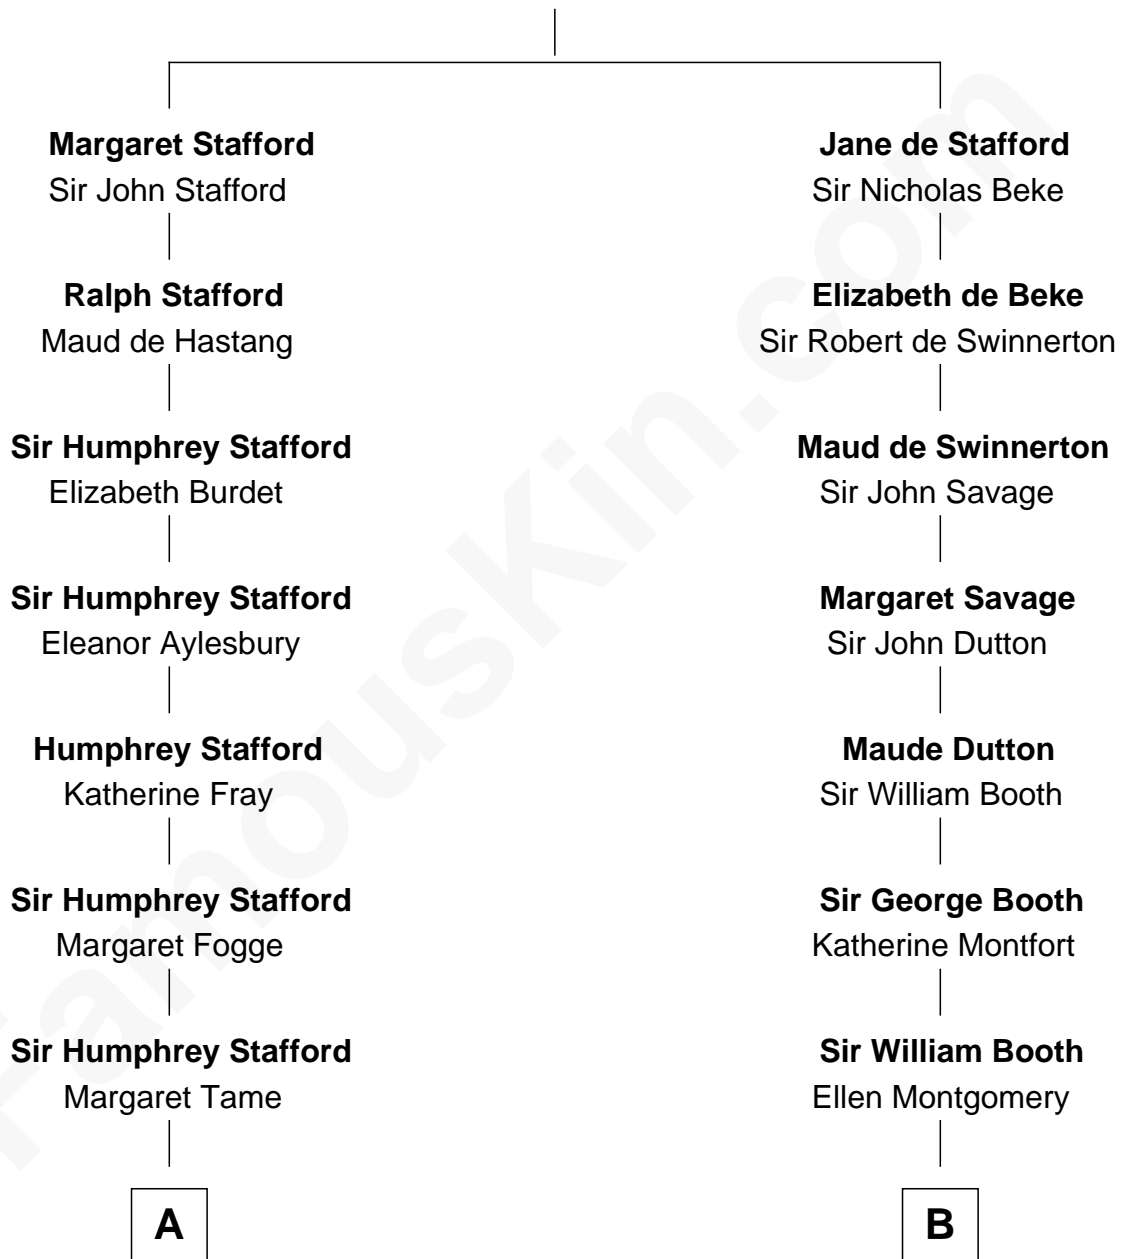 Margaret Stafford
Sir John Stafford
Jane de Stafford
Sir Nicholas Beke
Ralph Stafford
Maud de Hastang
Elizabeth de Beke
Sir Robert de Swinnerton
Sir Humphrey Stafford
Elizabeth Burdet
Maud de Swinnerton
Sir John Savage
Sir Humphrey Stafford
Eleanor Aylesbury
Margaret Savage
Sir John Dutton
Humphrey Stafford
Katherine Fray
Maude Dutton
Sir William Booth
Sir Humphrey Stafford
Margaret Fogge
Sir George Booth
Katherine Montfort
Sir Humphrey Stafford
Margaret Tame
Sir William Booth
Ellen Montgomery
A
B
FamousKin.com